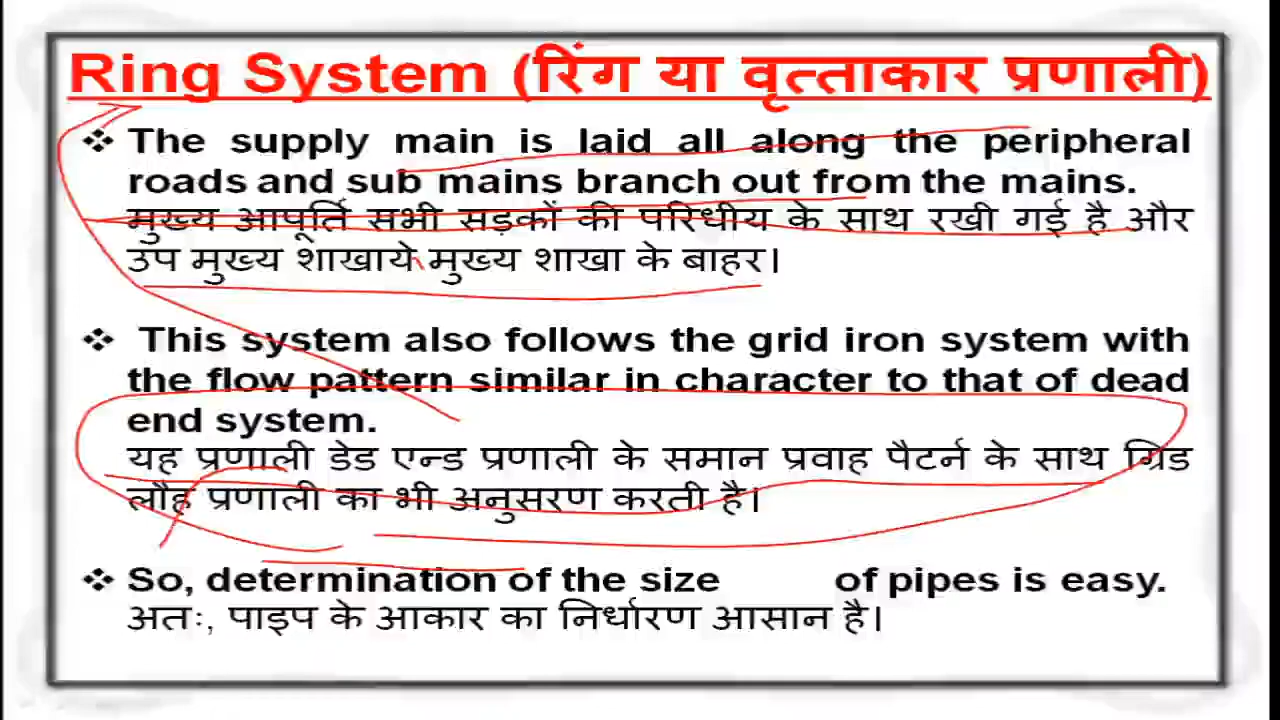 Ring System (रिंग या वृत्ताकार प्रणाली)
❖ The supply main is laid all along the peripheral
roads and sub mains branch out from the mains.
मुख्य आपूर्ति सभी सड़कों की परिधीय के साथ रखी गई है और
उप मुख्य शाखाये मुख्य शाखा के बाहर।
❖ This system also follows the grid iron system with
the flow pattern similar in character to that of dead
end system.
यह प्रणाली डेड एन्ड प्रणाली के समान प्रवाह पैटर्न के साथ ग्रिड
लौह प्रणाली का भी अनुसरण करती है।
❖ So, determination of the size of pipes is easy.
अतः, पाइप के आकार का निर्धारण आसान है।